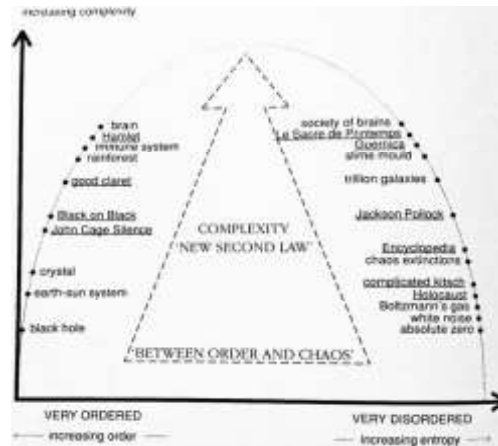 increasing complexity
brain
Hamlet
immune system
rainforest
good claret
Black on Black
John Cage Silence
crystal
earth-sun system
black hole
society of brains
Le Sacre de Printemps
Guernica
slime mould
trillion galaxies
Jackson Pollock
Encyclopedia
chaos extinctions
complicated kitsch
Holocaust
Boltzmann's gas
white noise
absolute zero
COMPLEXITY
'NEW SECOND LAW'
'BETWEEN ORDER AND CHAOS'
VERY ORDERED
increasing order
VERY DISORDERED
increasing entropy